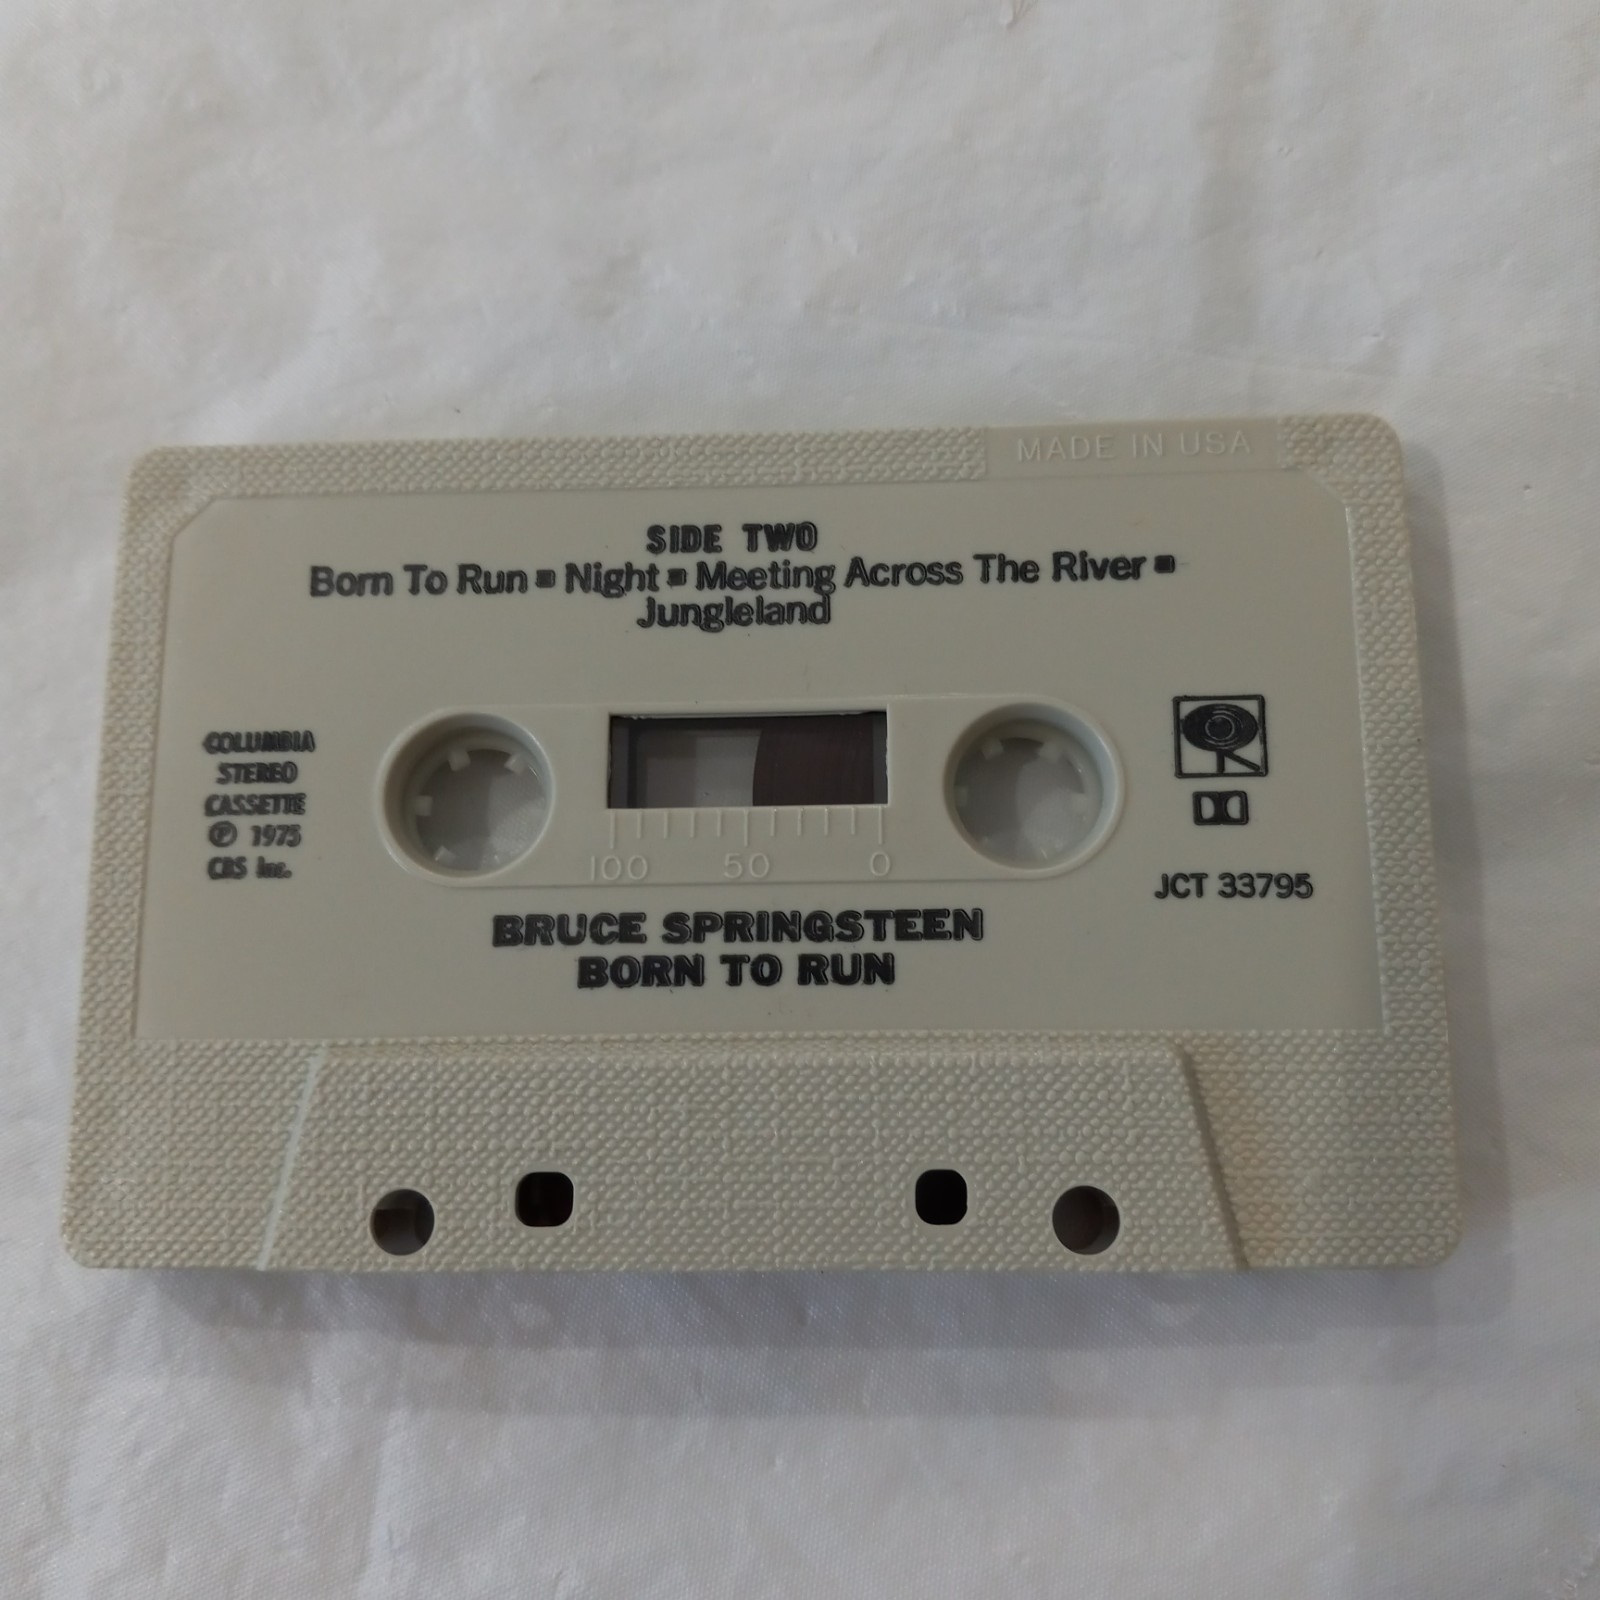 MADE IN USA
SIDE TWO
Born To Run ▪ Night ▪ Meeting Across The River ▪
Jungleland
COLUMBIA
STEREO
CASSETTE
℗ 1975
CBS Inc.
100 50 0
JCT 33795
BRUCE SPRINGSTEEN
BORN TO RUN